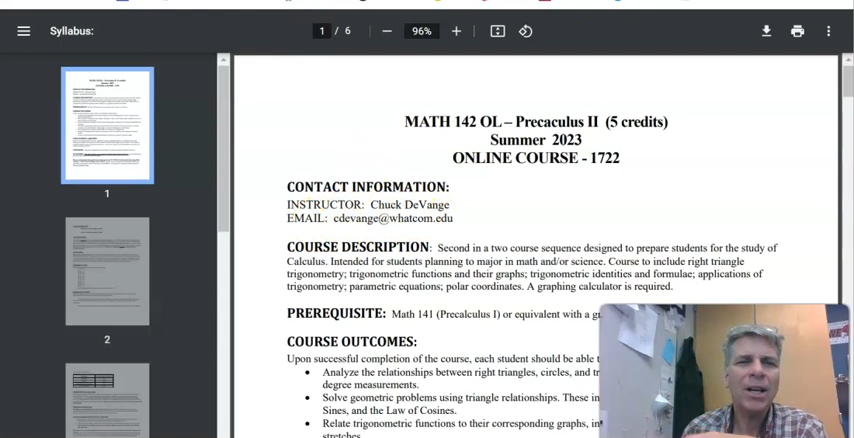 Syllabus:
1 / 6
96%
MATH 142 OL – Precaculus II (5 credits)
Summer 2023
ONLINE COURSE - 1722
CONTACT INFORMATION:
INSTRUCTOR: Chuck DeVange
EMAIL: cdevange@whatcom.edu
COURSE DESCRIPTION: Second in a two course sequence designed to prepare students for the study of
Calculus. Intended for students planning to major in math and/or science. Course to include right triangle
trigonometry; trigonometric functions and their graphs; trigonometric identities and formulae; applications of
trigonometry; parametric equations; polar coordinates. A graphing calculator is required.
PREREQUISITE: Math 141 (Precalculus I) or equivalent with a
COURSE OUTCOMES:
Upon successful completion of the course, each student should be able
• Analyze the relationships between right triangles, circles, and
degree measurements.
• Solve geometric problems using triangle relationships. These
Sines, and the Law of Cosines.
• Relate trigonometric functions to their corresponding graphs,
stretches.
1
2